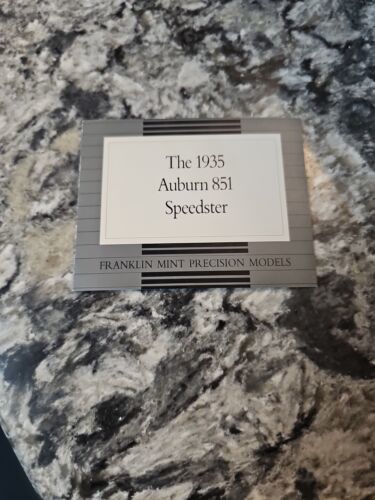 The 1935
Auburn 851
Speedster
FRANKLIN MINT PRECISION MODELS